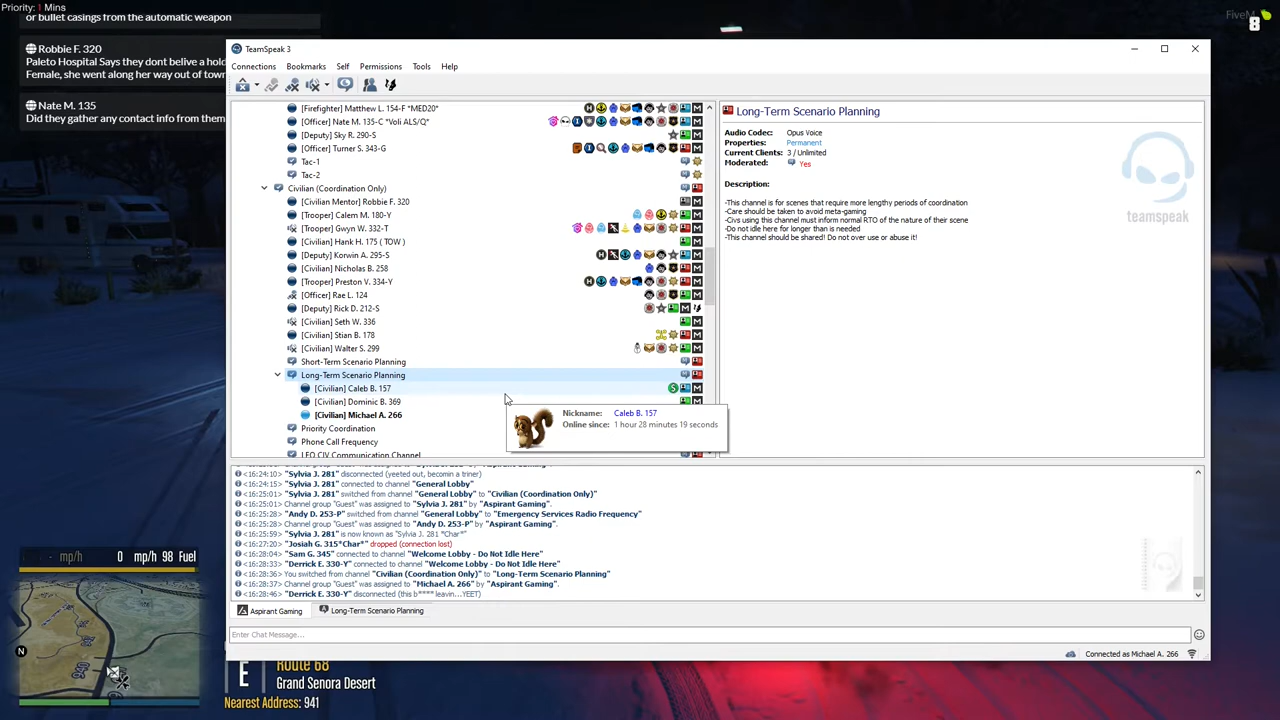 Priority: 1 Mins
or bullet casings from the automatic weapon
Robbie F. 320
Paleto Hospital Says they dont belive a hold
Female, she went along her way out of town
Nate M. 135
Did they gather any contact info from them
FiveM
8
TeamSpeak 3
Connections Bookmarks Self Permissions Tools Help
[Firefighter] Matthew L. 154-F *MED20*
[Officer] Nate M. 135-C *Voli ALS/Q*
[Deputy] Sky R. 290-S
[Officer] Turner S. 343-G
Tac-1
Tac-2
Civilian (Coordination Only)
[Civilian Mentor] Robbie F. 320
[Trooper] Calem M. 180-Y
[Trooper] Gwyn W. 332-T
[Civilian] Hank H. 175 ( TOW )
[Deputy] Korwin A. 295-S
[Civilian] Nicholas B. 258
[Trooper] Preston V. 334-Y
[Officer] Rae L. 124
[Deputy] Rick D. 212-S
[Civilian] Seth W. 336
[Civilian] Stian B. 178
[Civilian] Walter S. 299
Short-Term Scenario Planning
Long-Term Scenario Planning
[Civilian] Caleb B. 157
[Civilian] Dominic B. 369
[Civilian] Michael A. 266
Priority Coordination
Phone Call Frequency
LEO CIV Communication Channel
Nickname: Caleb B. 157
Online since: 1 hour 28 minutes 19 seconds
Long-Term Scenario Planning
Audio Codec: Opus Voice
Properties: Permanent
Current Clients: 3 / Unlimited
Moderated: Yes
Description:
-This channel is for scenes that require more lengthy periods of coordination
-Care should be taken to avoid meta-gaming
-Civs using this channel must inform normal RTO of the nature of their scene
-Do not idle here for longer than is needed
-This channel should be shared! Do not over use or abuse it!
teamspeak
<16:24:10> "Sylvia J. 281" disconnected (yeeted out, becomin a triner)
<16:24:15> "Sylvia J. 281" connected to channel "General Lobby"
<16:25:01> "Sylvia J. 281" switched from channel "General Lobby" to "Civilian (Coordination Only)"
<16:25:01> Channel group "Guest" was assigned to "Sylvia J. 281" by "Aspirant Gaming".
<16:25:28> "Andy D. 253-P" switched from channel "General Lobby" to "Emergency Services Radio Frequency"
<16:25:28> Channel group "Guest" was assigned to "Andy D. 253-P" by "Aspirant Gaming".
<16:25:59> "Sylvia J. 281" is now known as "Sylvia J. 281 *Char*"
<16:27:20> "Josiah G. 315*Char*" dropped (connection lost)
<16:28:04> "Sam G. 345" connected to channel "Welcome Lobby - Do Not Idle Here"
<16:28:33> "Derrick E. 330-Y" connected to channel "Welcome Lobby - Do Not Idle Here"
<16:28:36> You switched from channel "Civilian (Coordination Only)" to "Long-Term Scenario Planning"
<16:28:37> Channel group "Guest" was assigned to "Michael A. 266" by "Aspirant Gaming".
<16:28:46> "Derrick E. 330-Y" disconnected (this b**** leavin...YEET)
Aspirant Gaming Long-Term Scenario Planning
Enter Chat Message...
Connected as Michael A. 266
mph 0 mph 98 Fuel
N
E
Route 68
Grand Senora Desert
Nearest Address: 941